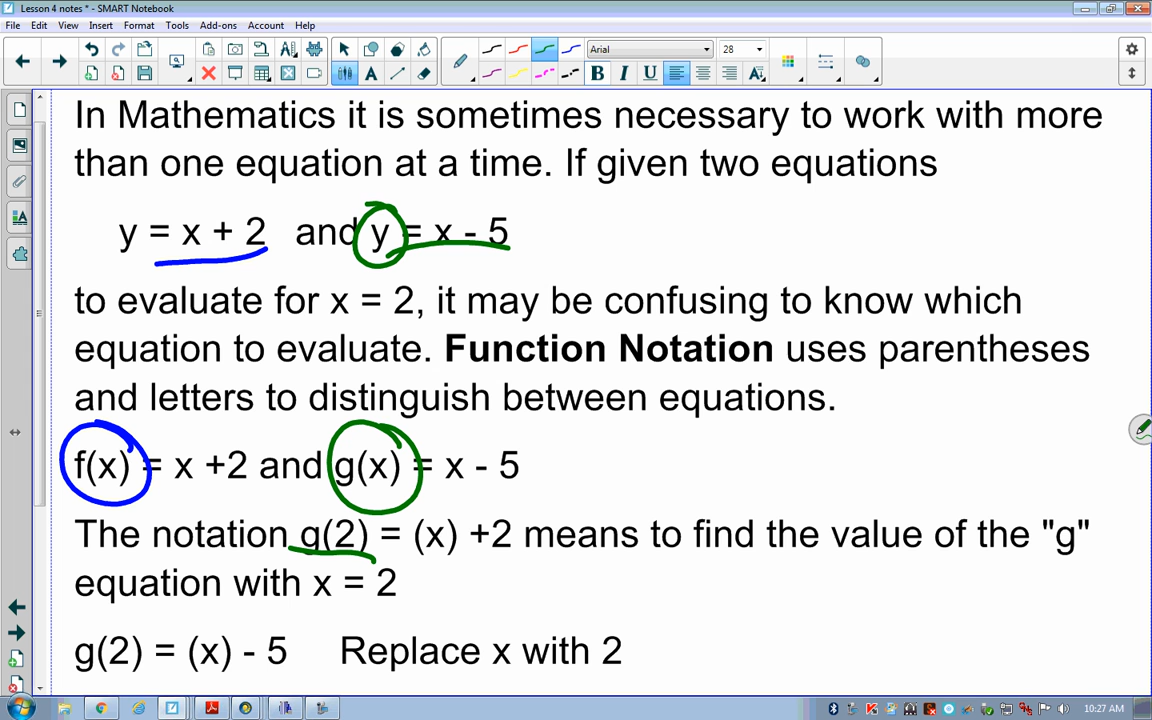 Lesson 4 notes * - SMART Notebook
File Edit View Insert Format Tools Add-ons Account Help
Arial 28
B I U A
In Mathematics it is sometimes necessary to work with more
than one equation at a time. If given two equations
y = x + 2 and y = x - 5
to evaluate for x = 2, it may be confusing to know which
equation to evaluate. Function Notation uses parentheses
and letters to distinguish between equations.
f(x) = x +2 and g(x) = x - 5
The notation g(2) = (x) +2 means to find the value of the "g"
equation with x = 2
g(2) = (x) - 5 Replace x with 2
10:27 AM